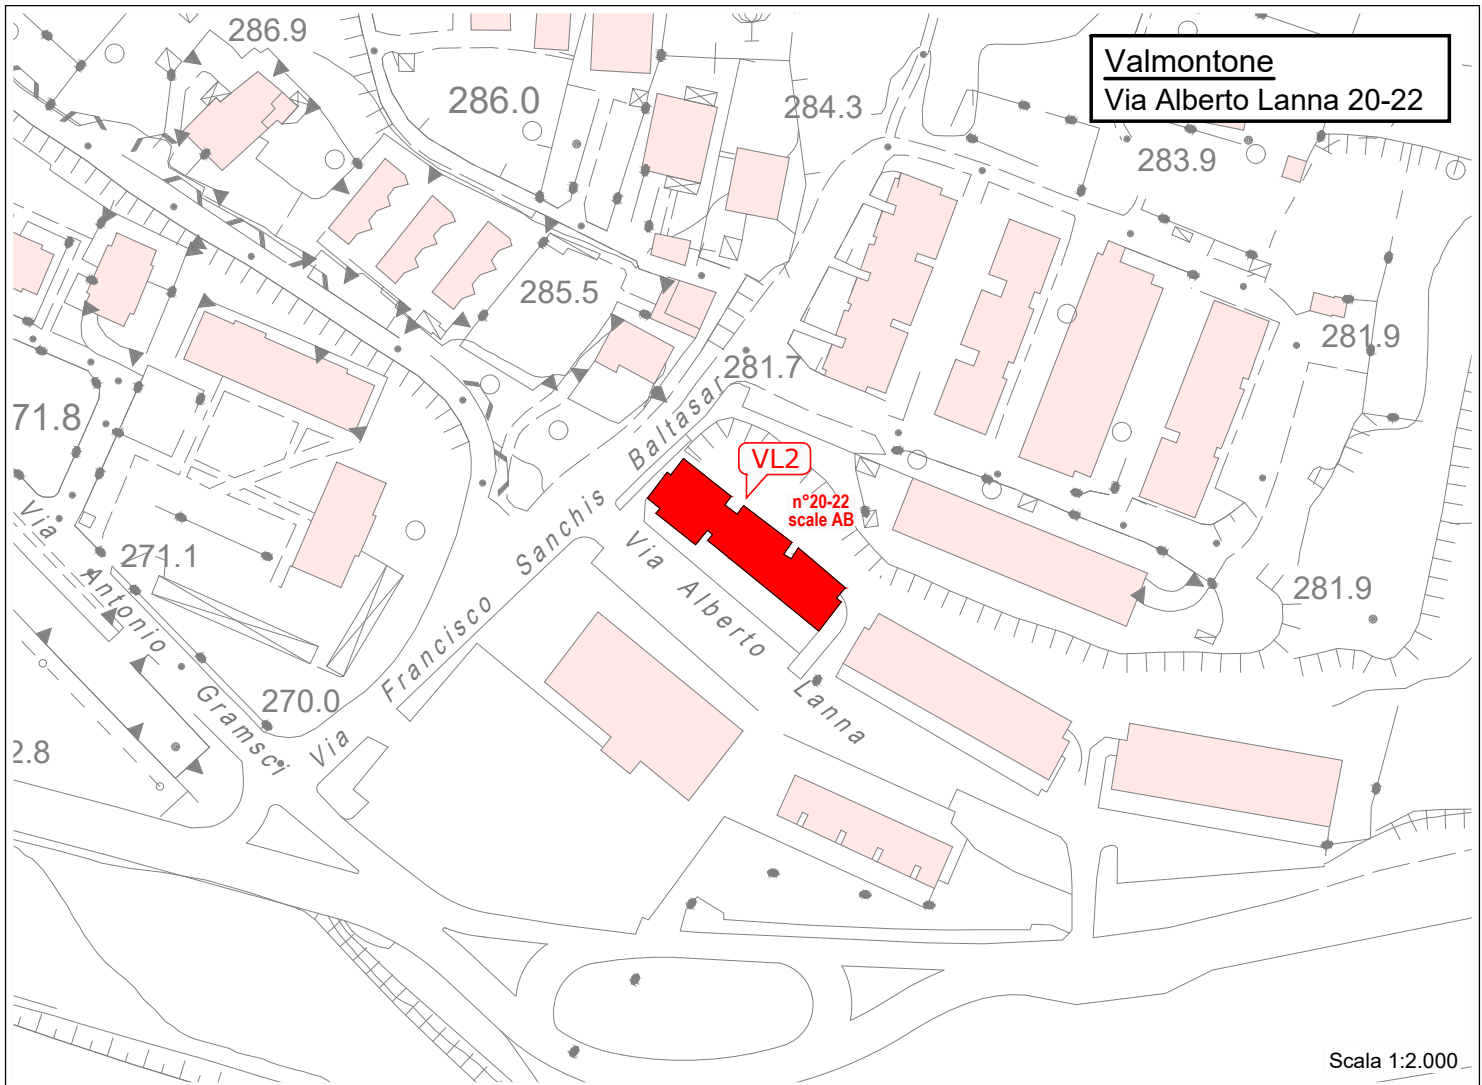 286.9
Valmontone
Via Alberto Lanna 20-22
286.0
284.3
283.9
285.5
281.9
281.7
71.8
Baltasar
VL2
n°20-22
scale AB
Sanchis
Via
271.1
Antonio
Via Alberto
281.9
Francisco
270.0
Gramsci
Lanna
Via
2.8
Scala 1:2.000